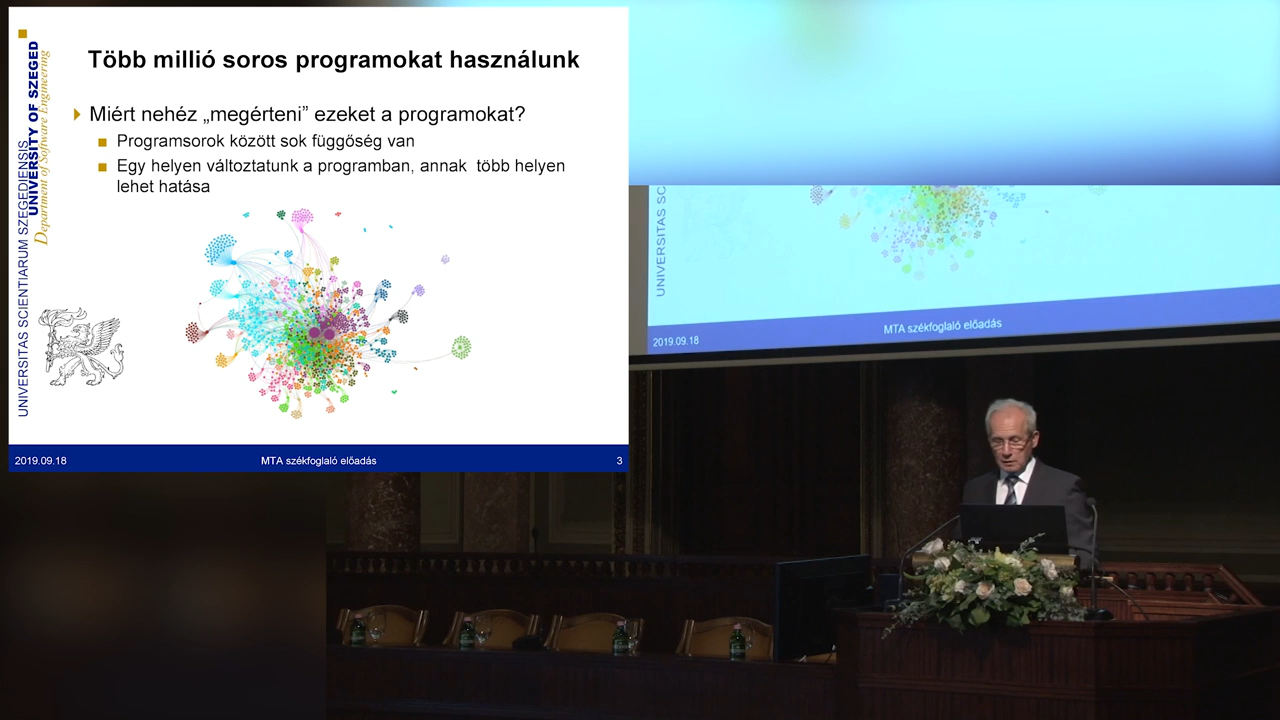 Több millió soros programokat használunk
Miért nehéz „megérteni” ezeket a programokat?
Programsorok között sok függőség van
Egy helyen változtatunk a programban, annak több helyen
lehet hatása
UNIVERSITAS SCIENTIARUM SZEGEDIENSIS
UNIVERSITY OF SZEGED
Department of Software Engineering
2019.09.18
MTA székfoglaló előadás
3
UNIVERSITAS SC
2019.09.18
MTA székfoglaló előadás